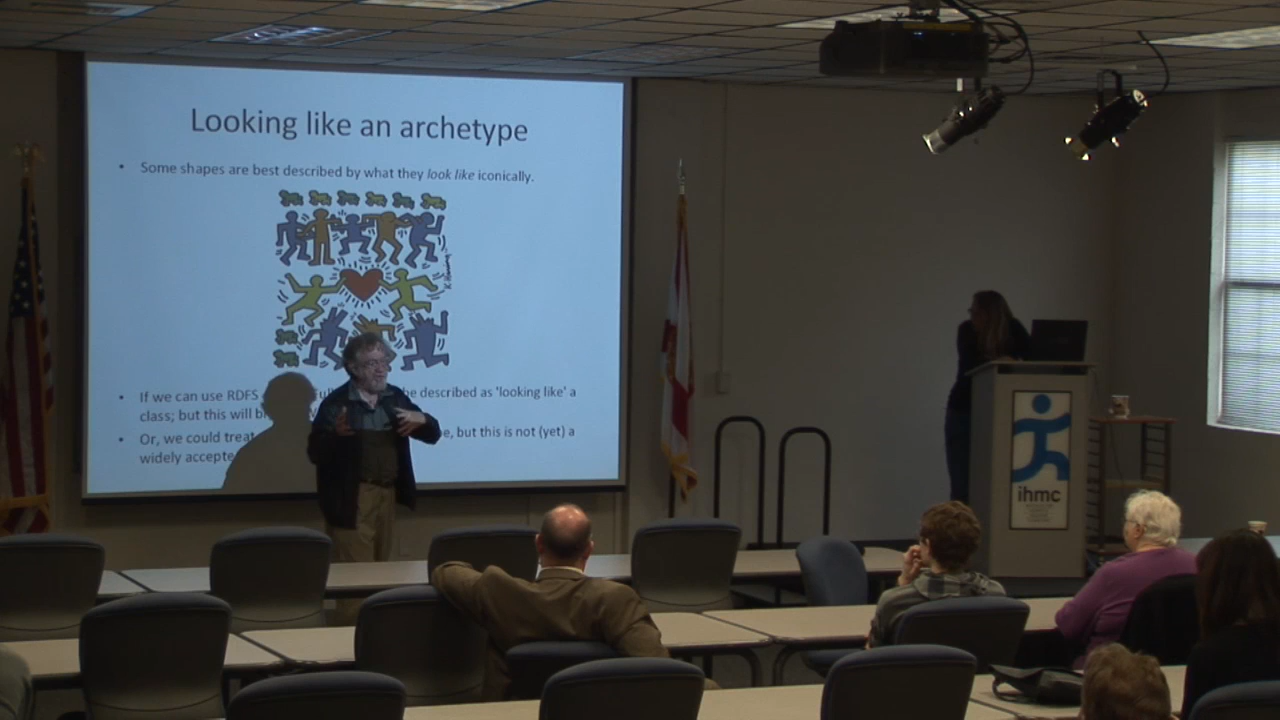 Looking like an archetype
• Some shapes are best described by what they look like iconically.
• If we can use RDFS be described as 'looking like' a
class; but this will
• Or, we could treat but this is not (yet) a
widely accepte
ihmc